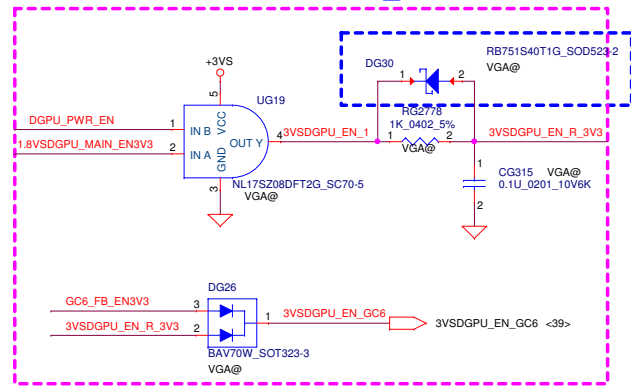 RB751S40T1G_SOD523-2
VGA@
DG30
1 2
+3VS
5
UG19
VCC
DGPU_PWR_EN
1
IN B
RG2778
1K_0402_5%
4
3VSDGPU_EN_1
1 2
VGA@
3VSDGPU_EN_R_3V3
1.8VSDGPU_MAIN_EN3V3
2
IN A
OUT Y
GND
3
NL17SZ08DFT2G_SC70-5
VGA@
1
CG315 VGA@
0.1U_0201_10V6K
2
DG26
GC6_FB_EN3V3
3
3VSDGPU_EN_R_3V3
2
1
3VSDGPU_EN_GC6
3VSDGPU_EN_GC6 <39>
BAV70W_SOT323-3
VGA@